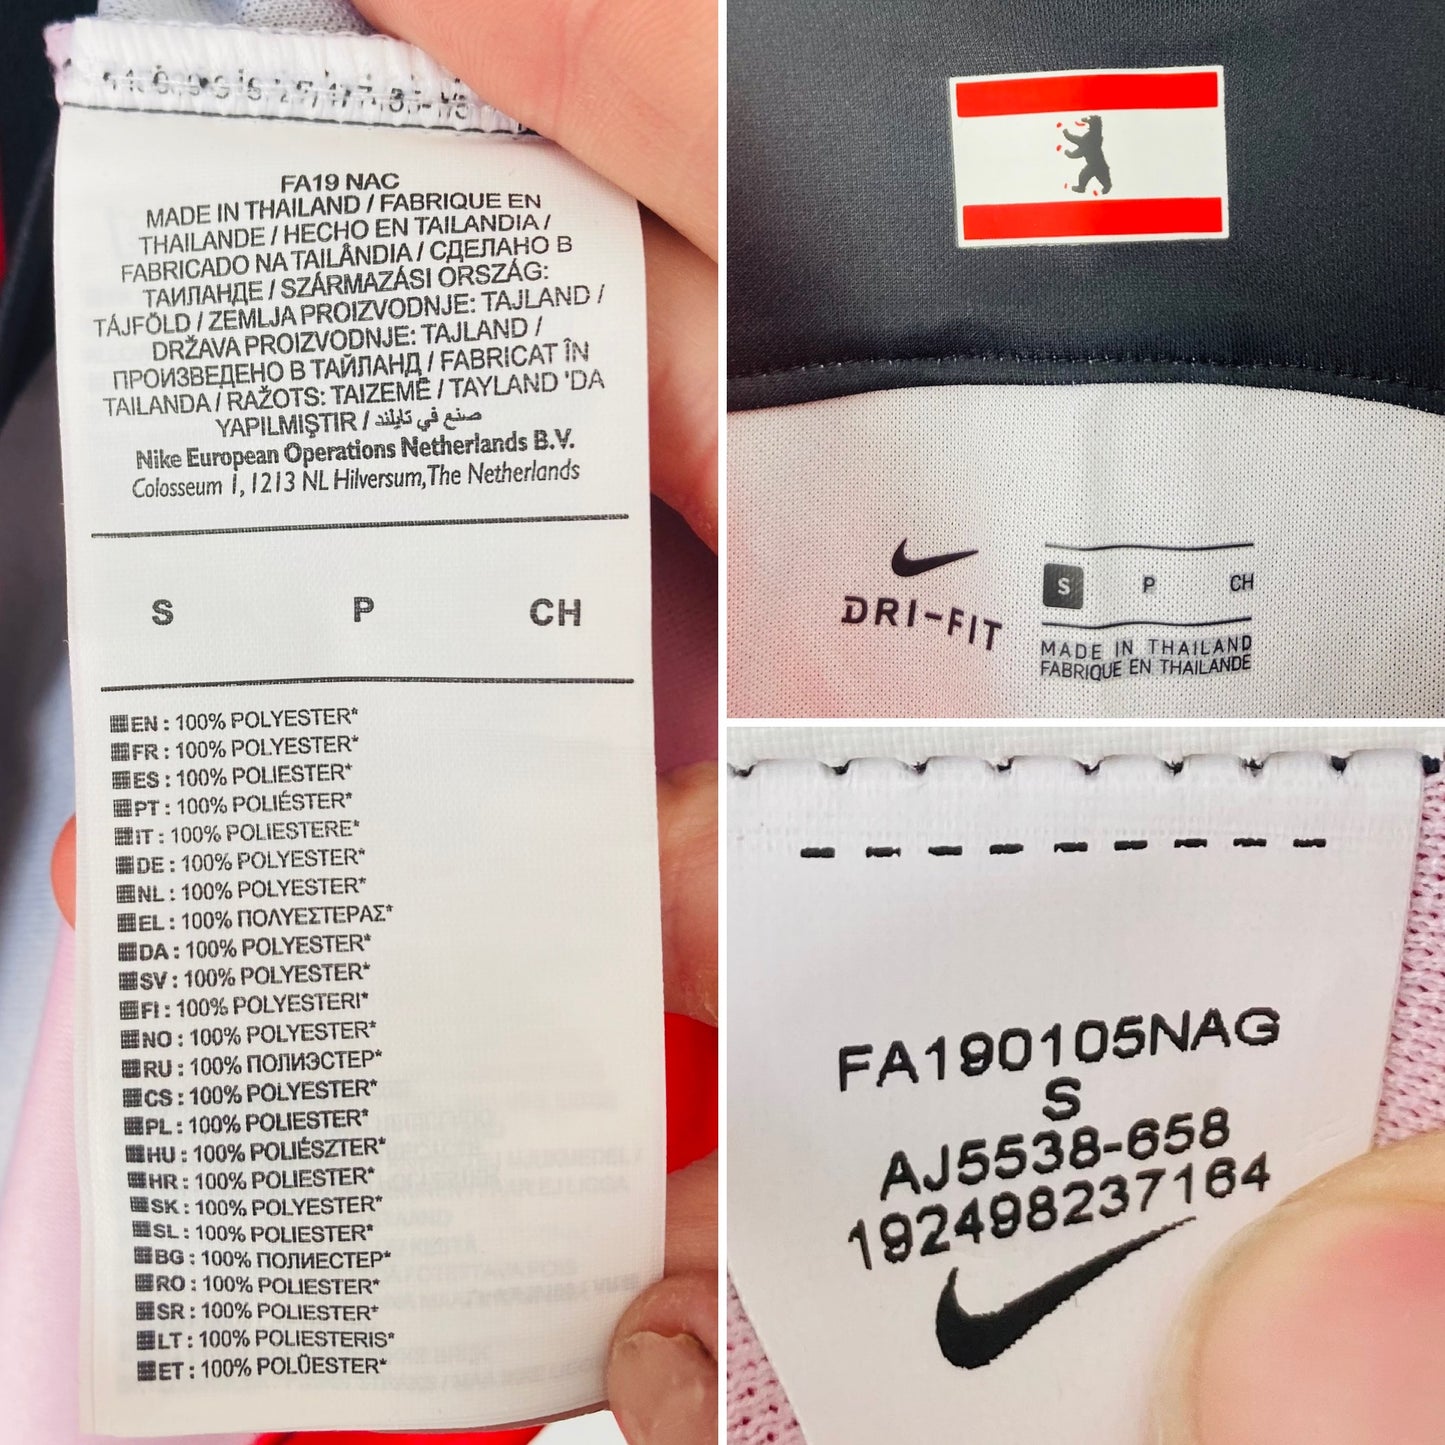 FA19 NAC
MADE IN THAILAND / FABRIQUE EN
THAILANDE / HECHO EN TAILANDIA /
FABRICADO NA TAILÂNDIA / СДЕЛАНО В
ТАИЛАНДЕ / SZÁRMAZÁSI ORSZÁG:
TÁJFÖLD / ZEMLJA PROIZVODNJE: TAJLAND /
DRŽAVA PROIZVODNJE: TAJLAND /
ПРОИЗВЕДЕНО В ТАЙЛАНД / FABRICAT ÎN
TAILANDA / RAŽOTS: TAIZEMĒ / TAYLAND 'DA
YAPILMIŞTIR / صنع في تايلند
Nike European Operations Netherlands B.V.
Colosseum 1, 1213 NL Hilversum, The Netherlands
S P CH
EN : 100% POLYESTER*
FR : 100% POLYESTER*
ES : 100% POLIESTER*
PT : 100% POLIÉSTER*
IT : 100% POLIESTERE*
DE : 100% POLYESTER*
NL : 100% POLYESTER*
EL : 100% ΠΟΛΥΕΣΤΕΡΑΣ*
DA : 100% POLYESTER*
SV : 100% POLYESTER*
FI : 100% POLYESTERI*
NO : 100% POLYESTER*
RU : 100% ПОЛИЭСТЕР*
CS : 100% POLYESTER*
PL : 100% POLIESTER*
HU : 100% POLIÉSZTER*
HR : 100% POLIESTER*
SK : 100% POLYESTER*
SL : 100% POLIESTER*
BG : 100% ПОЛИЕСТЕР*
RO : 100% POLIESTER*
SR : 100% POLIESTER*
LT : 100% POLIESTERIS*
ET : 100% POLÜESTER*
DRI-FIT
S P CH
MADE IN THAILAND
FABRIQUE EN THAILANDE
FA190105NAG
S
AJ5538-658
192498237164